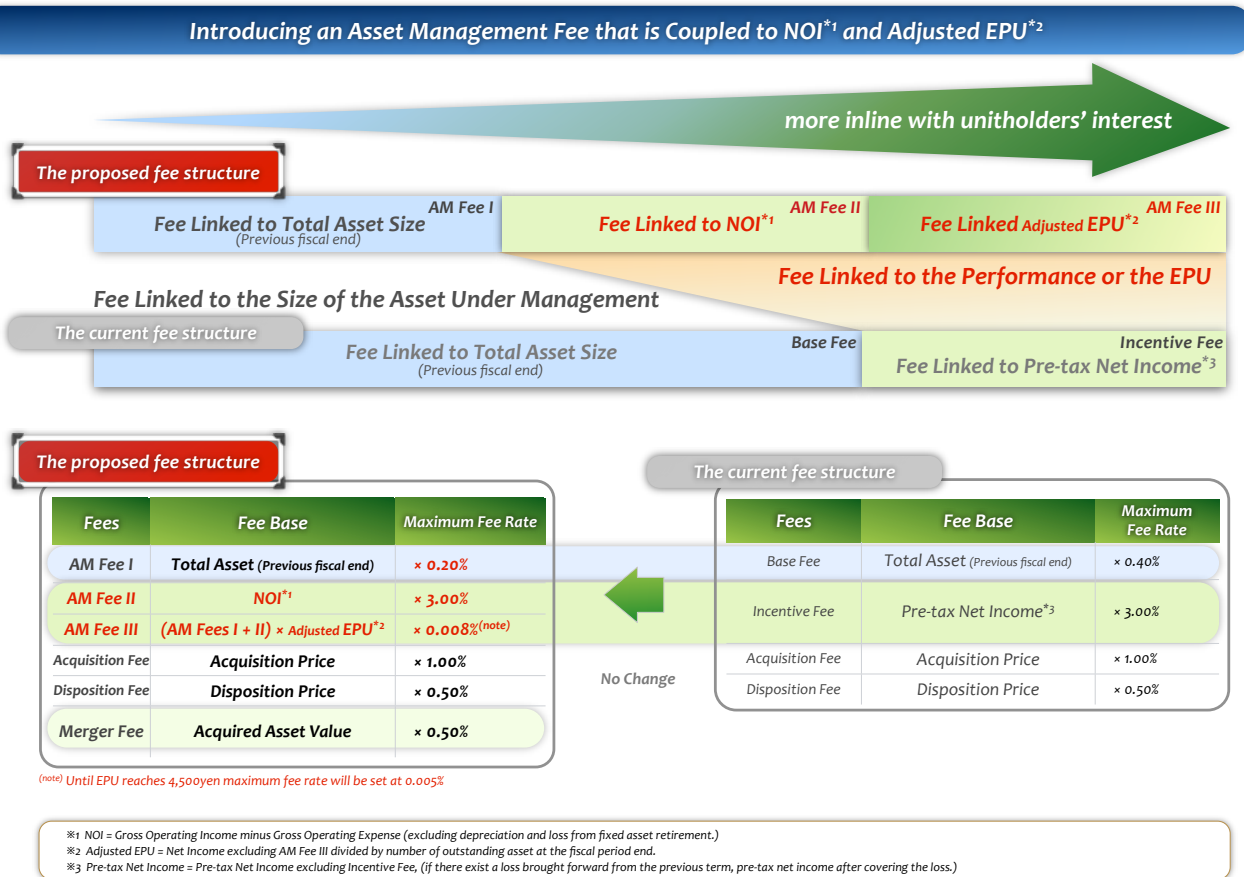 Introducing an Asset Management Fee that is Coupled to NOI*1 and Adjusted EPU*2
more inline with unitholders' interest
The proposed fee structure
AM Fee I
Fee Linked to Total Asset Size
(Previous fiscal end)
AM Fee II
Fee Linked to NOI*1
AM Fee III
Fee Linked Adjusted EPU*2
Fee Linked to the Performance or the EPU
Fee Linked to the Size of the Asset Under Management
The current fee structure
Base Fee
Fee Linked to Total Asset Size
(Previous fiscal end)
Incentive Fee
Fee Linked to Pre-tax Net Income*3
The proposed fee structure
Fees Fee Base Maximum Fee Rate
AM Fee I Total Asset (Previous fiscal end) × 0.20%
AM Fee II NOI*1 × 3.00%
AM Fee III (AM Fees I + II) × Adjusted EPU*2 × 0.008%(note)
Acquisition Fee Acquisition Price × 1.00%
Disposition Fee Disposition Price × 0.50%
Merger Fee Acquired Asset Value × 0.50%
(note) Until EPU reaches 4,500yen maximum fee rate will be set at 0.005%
No Change
The current fee structure
Fees Fee Base Maximum
Fee Rate
Base Fee Total Asset (Previous fiscal end) × 0.40%
Incentive Fee Pre-tax Net Income*3 × 3.00%
Acquisition Fee Acquisition Price × 1.00%
Disposition Fee Disposition Price × 0.50%
※1 NOI = Gross Operating Income minus Gross Operating Expense (excluding depreciation and loss from fixed asset retirement.)
※2 Adjusted EPU = Net Income excluding AM Fee III divided by number of outstanding asset at the fiscal period end.
※3 Pre-tax Net Income = Pre-tax Net Income excluding Incentive Fee, (if there exist a loss brought forward from the previous term, pre-tax net income after covering the loss.)